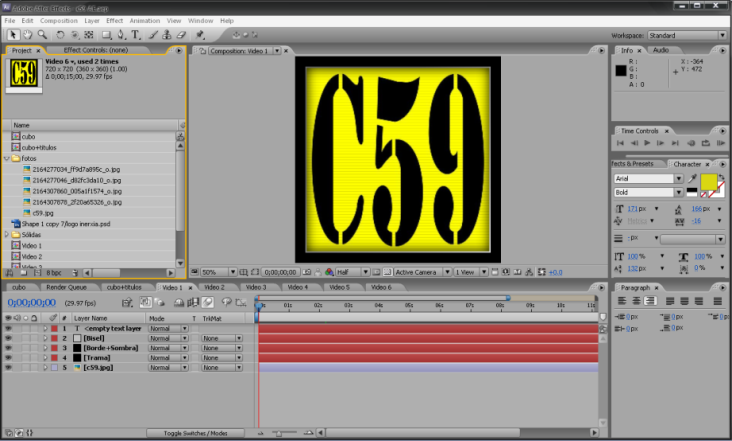 File Edit Composition Layer Effect Animation View Window Help
Workspace: Standard
Project × Effect Controls: (none)
Video 6, used 2 times
720 x 720 (360 x 360) (1.00)
Δ 0;00;15;00, 29.97 fps
C59
Name
cubo
cubo+titulos
fotos
2164277034_ff9d7a895c_o.jpg
2164277046_d82fc3da10_o.jpg
2164307860_005a1f1574_o.jpg
2164307878_2f20a65326_o.jpg
c59.jpg
Shape 1 copy 7/logo inerxia.psd
Sólidas
Video 1
Video 2
Video 3
8 bpc
Composition: Video 1
C59
50% 0;00;00;00 Half Active Camera 1 View +0.0
Info × Audio
R :
G :
B :
A : 0
X : -364
Y : 472
Time Controls ×
Effects & Presets Character ×
Arial
Bold
171 px 166 px
Metrics -18
- px
100 % 100 %
132 px 0 %
Paragraph ×
0 px 0 px 0 px
0 px 0 px
cubo Render Queue cubo+titulos Video 1 × Video 2 Video 3 Video 4 Video 5 Video 6
0;00;00;00 (29.97 fps)
01s 02s 03s 04s 05s 06s 07s 08s 09s 10s 11s
# Layer Name Mode T TrkMat
1 T <empty text layer Normal
2 [Bisel] Normal None
3 [Borde+Sombra] Normal None
4 [Trama] Normal None
5 [c59.jpg] Normal None
Toggle Switches / Modes